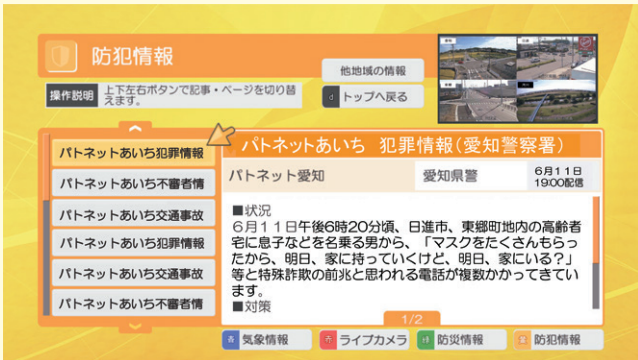 防犯情報
他地域の情報
操作説明
上下左右ボタンで記事・ページを切り替
えます。
d トップへ戻る
パトネットあいち犯罪情報
パトネットあいち不審者情
パトネットあいち交通事故
パトネットあいち犯罪情報
パトネットあいち交通事故
パトネットあいち不審者情
パトネットあいち 犯罪情報(愛知警察署)
パトネット愛知
愛知県警
6月11日
19:00配信
■状況
6月11日午後6時20分頃、日進市、東郷町地内の高齢者
宅に息子などを名乗る男から、「マスクをたくさんもらっ
たから、明日、家に持っていくけど、明日、家にいる?」
等と特殊詐欺の前兆と思われる電話が複数かかってきてい
ます。
■対策
1/2
青 気象情報
赤 ライブカメラ
緑 防災情報
黄 防犯情報